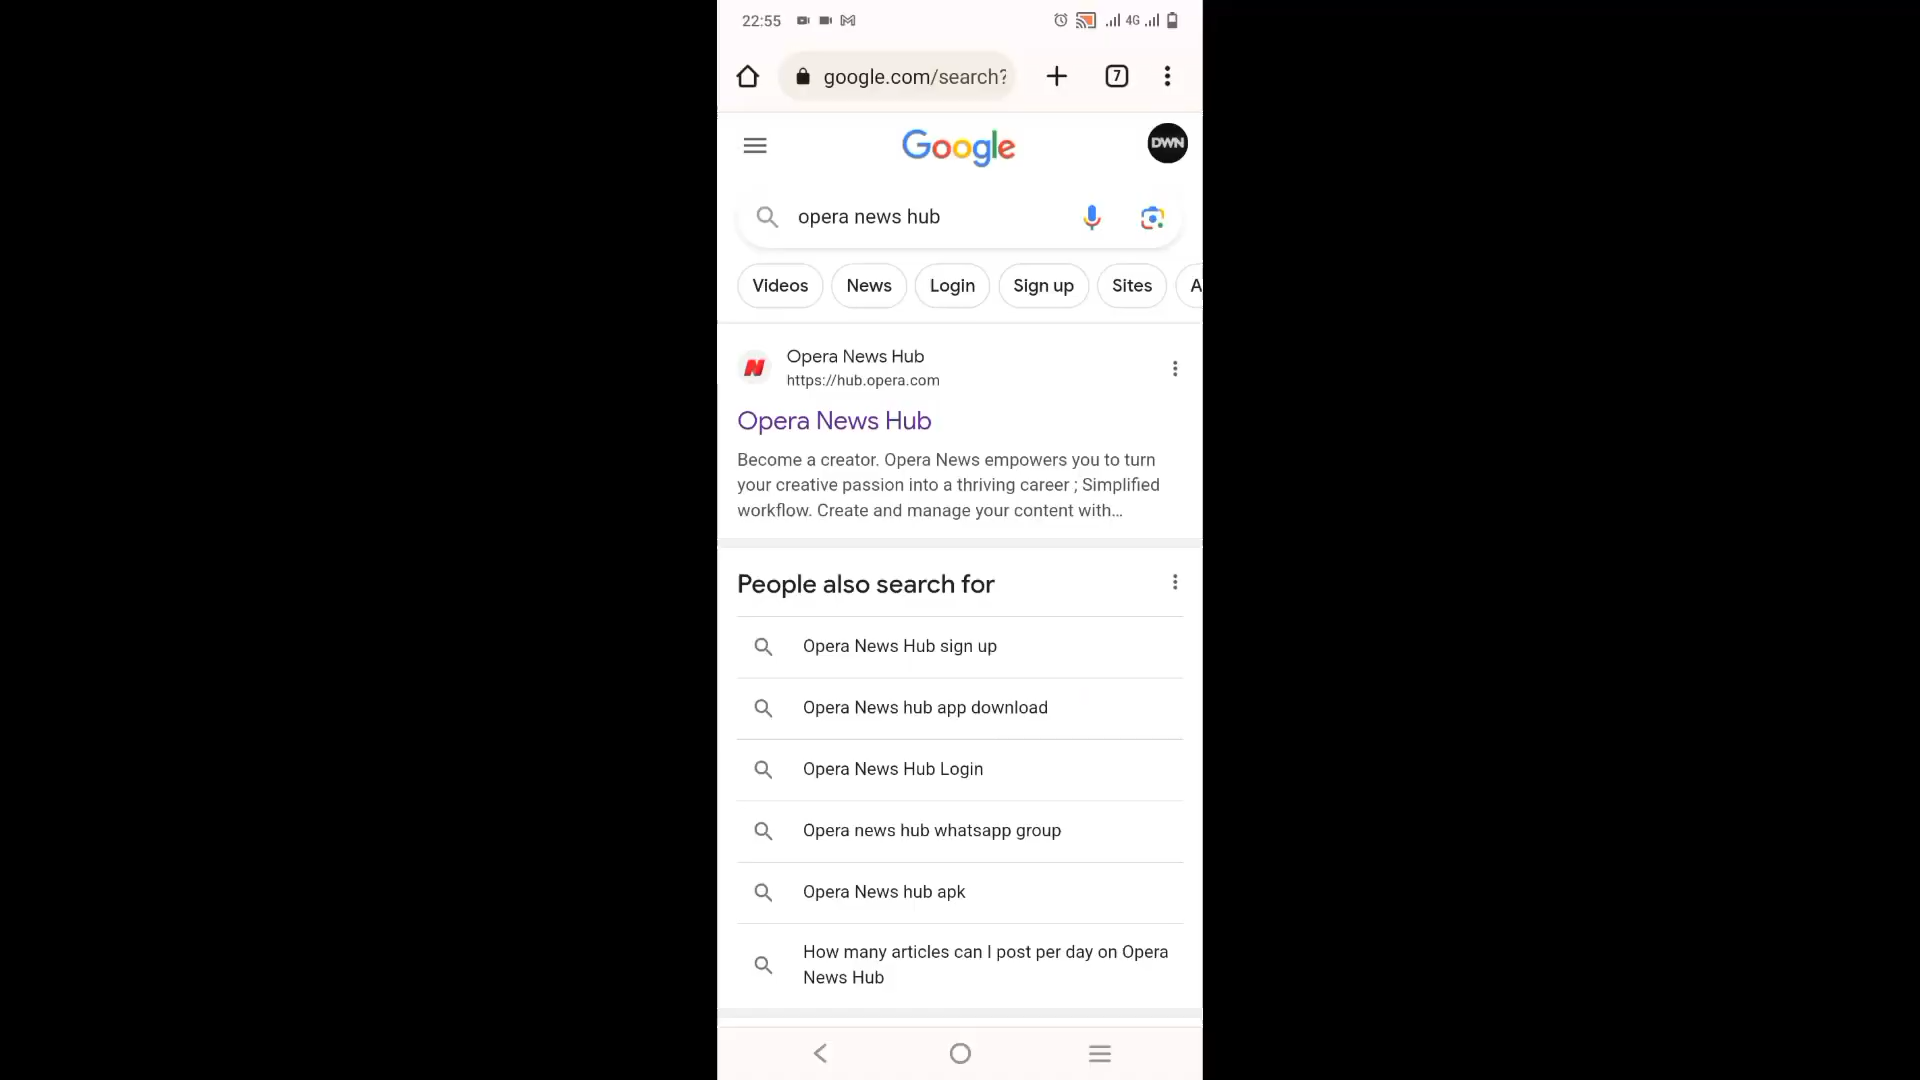 22:55
4G
google.com/search?
7
Google
DWN
opera news hub
Videos
News
Login
Sign up
Sites
A
N
Opera News Hub
https://hub.opera.com
Opera News Hub
Become a creator. Opera News empowers you to turn
your creative passion into a thriving career ; Simplified
workflow. Create and manage your content with...
People also search for
Opera News Hub sign up
Opera News hub app download
Opera News Hub Login
Opera news hub whatsapp group
Opera News hub apk
How many articles can I post per day on Opera
News Hub